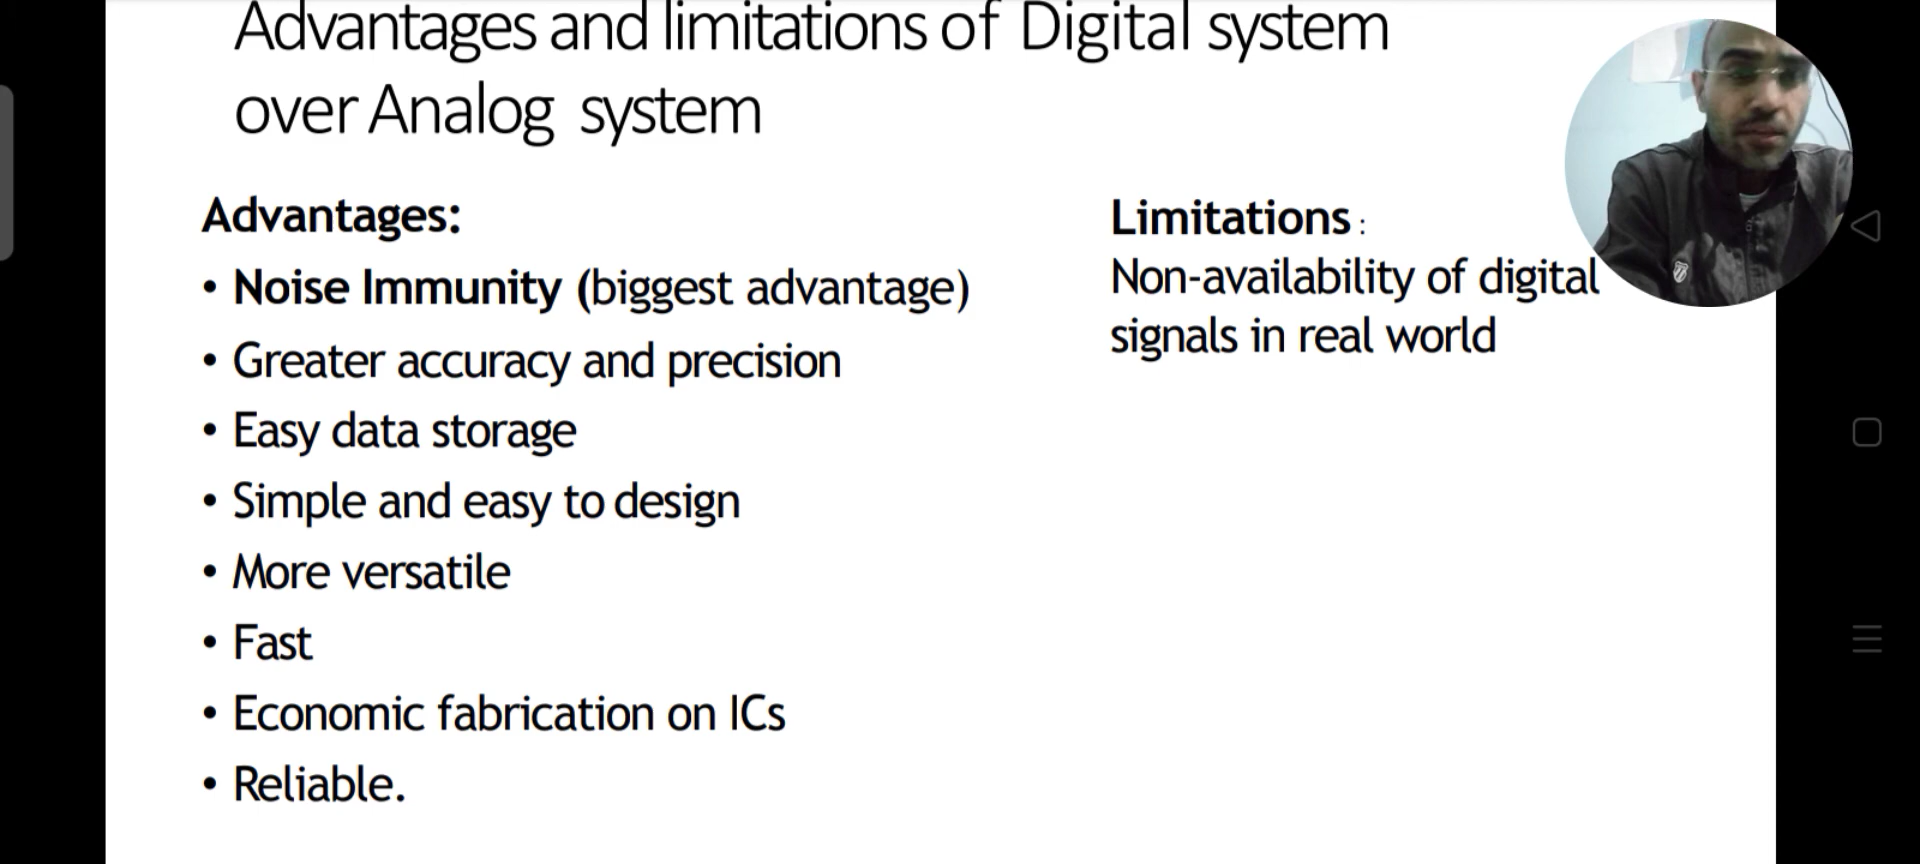 Advantages and limitations of Digital system
over Analog system
Advantages:
• Noise Immunity (biggest advantage)
• Greater accuracy and precision
• Easy data storage
• Simple and easy to design
• More versatile
• Fast
• Economic fabrication on ICs
• Reliable.
Limitations :
Non-availability of digital
signals in real world